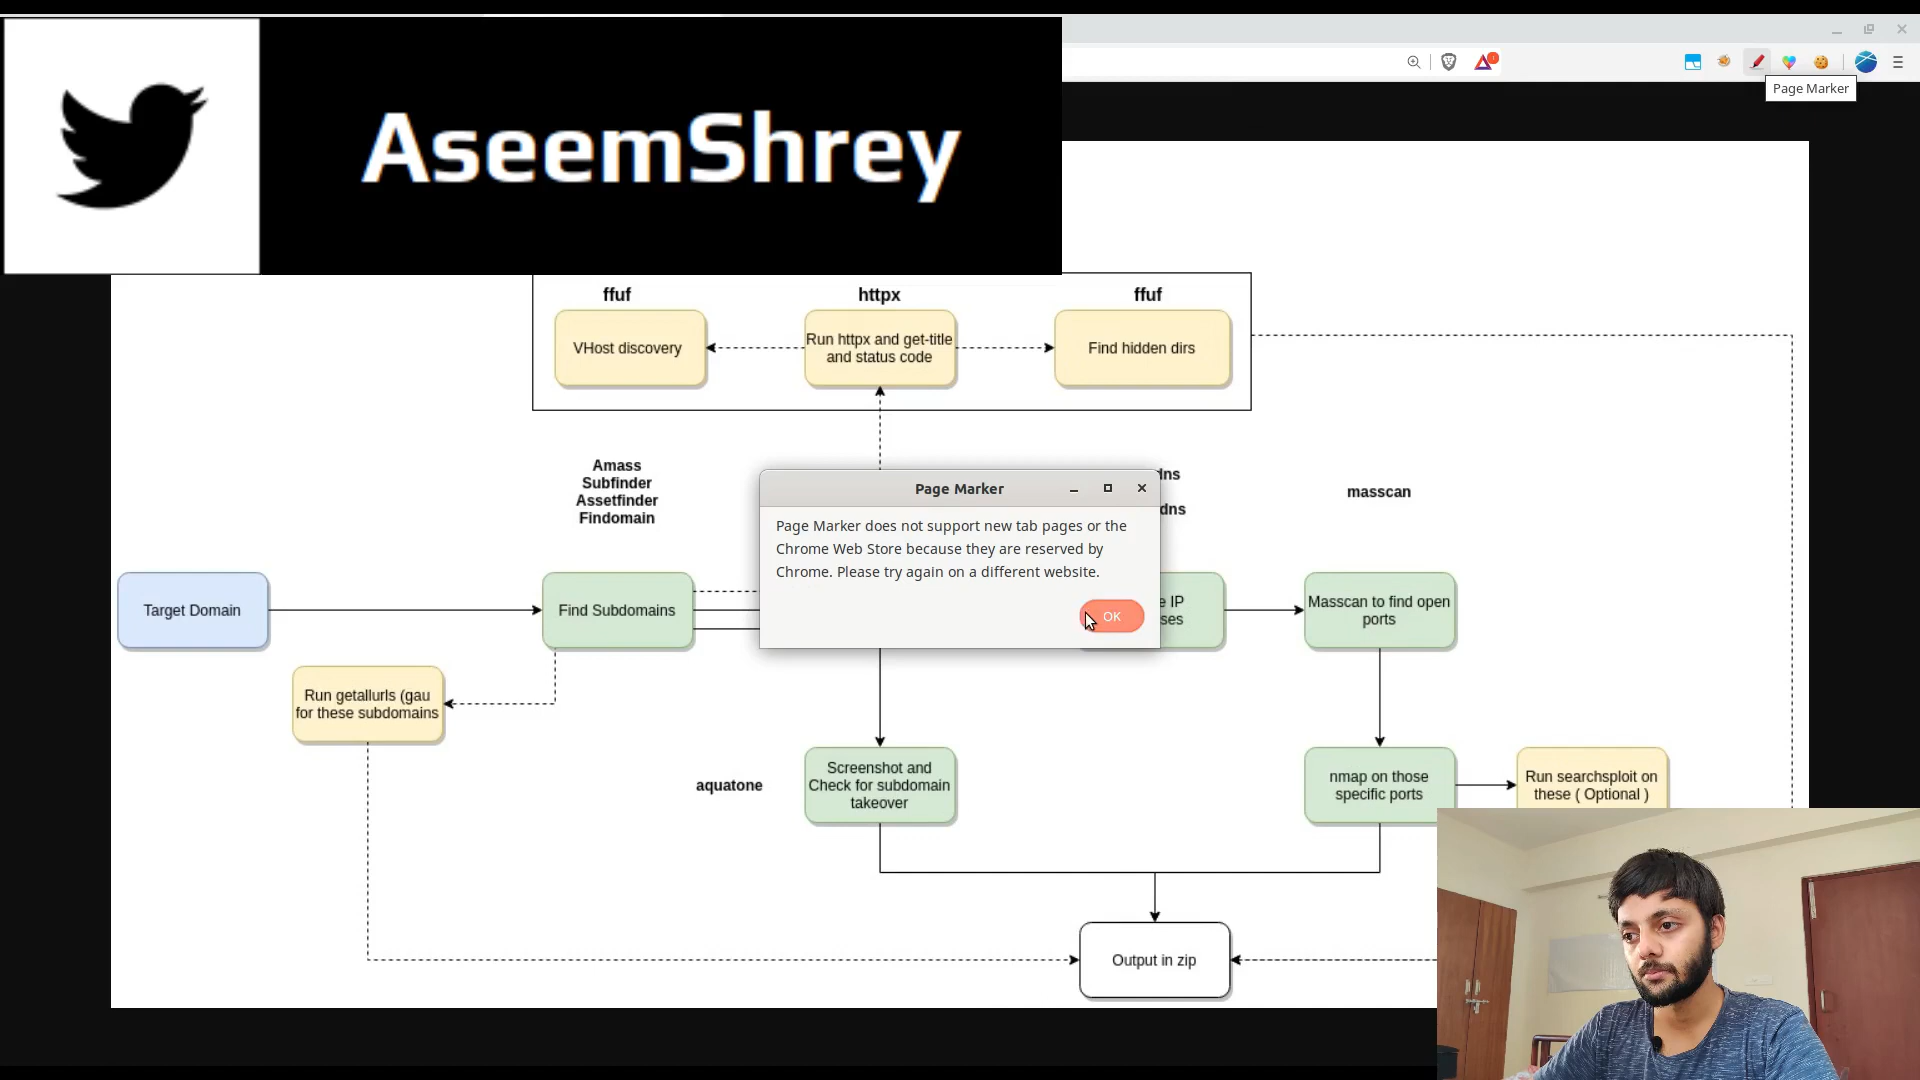 AseemShrey
Page Marker
ffuf
httpx
ffuf
VHost discovery
Run httpx and get-title
and status code
Find hidden dirs
Amass
Subfinder
Assetfinder
Findomain
masscan
Page Marker
Page Marker does not support new tab pages or the
Chrome Web Store because they are reserved by
Chrome. Please try again on a different website.
OK
Target Domain
Find Subdomains
IP
Masscan to find open
ports
Run getallurls (gau
for these subdomains
aquatone
Screenshot and
Check for subdomain
takeover
nmap on those
specific ports
Run searchsploit on
these ( Optional )
Output in zip